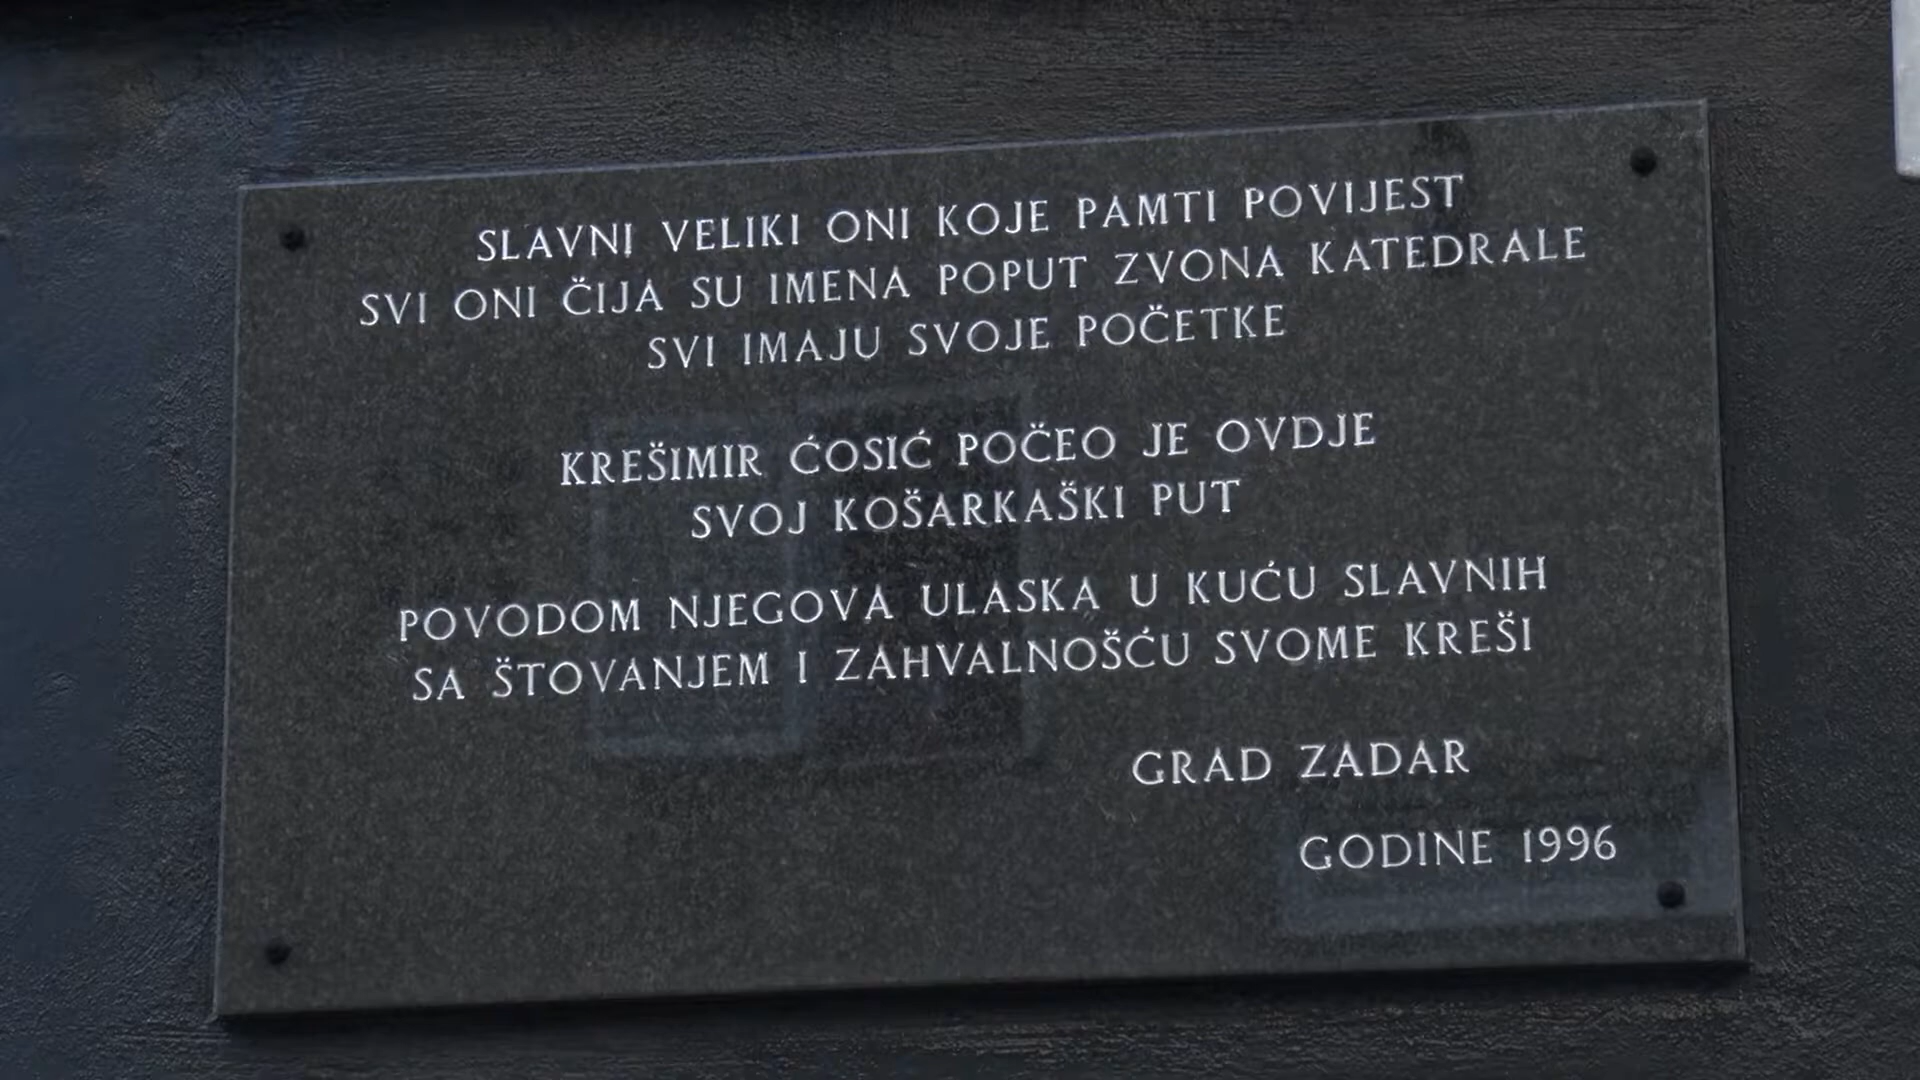 SLAVNI VELIKI ONI KOJE PAMTI POVIJEST
SVI ONI ČIJA SU IMENA POPUT ZVONA KATEDRALE
SVI IMAJU SVOJE POČETKE
KREŠIMIR ĆOSIĆ POČEO JE OVDJE
SVOJ KOŠARKAŠKI PUT
POVODOM NJEGOVA ULASKA U KUĆU SLAVNIH
SA ŠTOVANJEM I ZAHVALNOŠĆU SVOME KREŠI
GRAD ZADAR
GODINE 1996